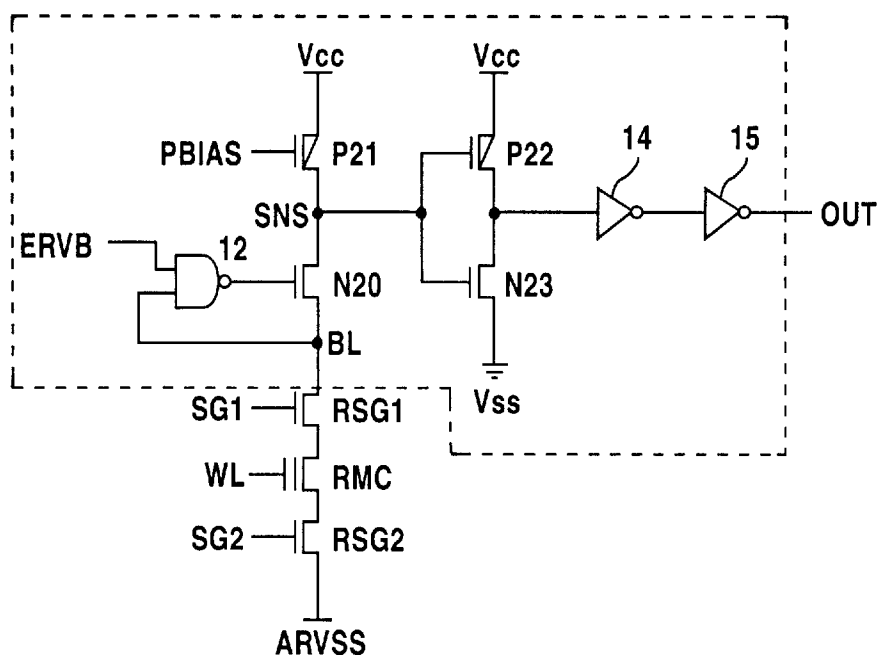 Vcc
Vcc
PBIAS
P21
P22
14
15
SNS
OUT
ERVB
12
N20
N23
BL
Vss
SG1
RSG1
WL
RMC
SG2
RSG2
ARVSS